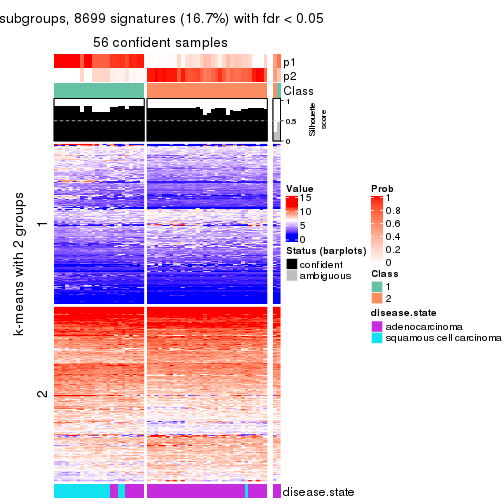 subgroups, 8699 signatures (16.7%) with fdr < 0.05
56 confident samples
p1
p2
Class
1
0.5
0
Silhouette
score
k-means with 2 groups
1
2
Value
15
10
5
0
Status (barplots)
confident
ambiguous
Prob
1
0.8
0.6
0.4
0.2
0
Class
1
2
disease.state
adenocarcinoma
squamous cell carcinoma
disease.state